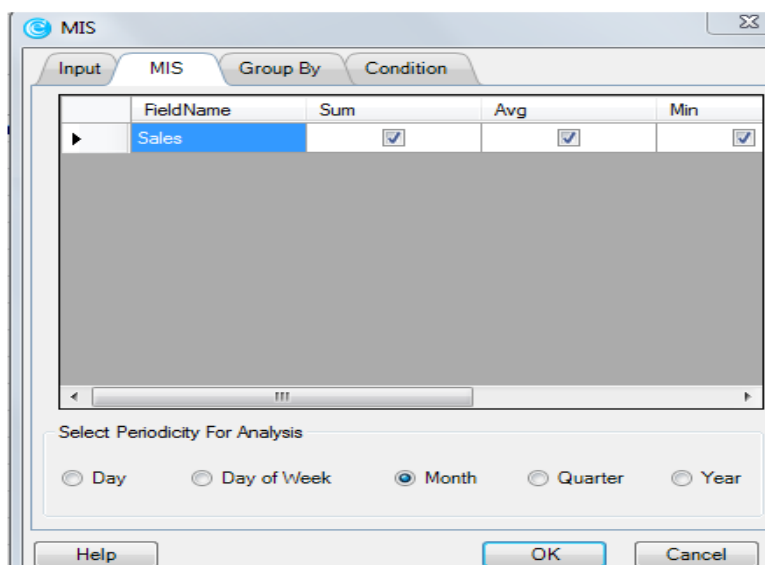 MIS
Input MIS Group By Condition
FieldName Sum Avg Min
Sales
Select Periodicity For Analysis
Day Day of Week Month Quarter Year
Help OK Cancel